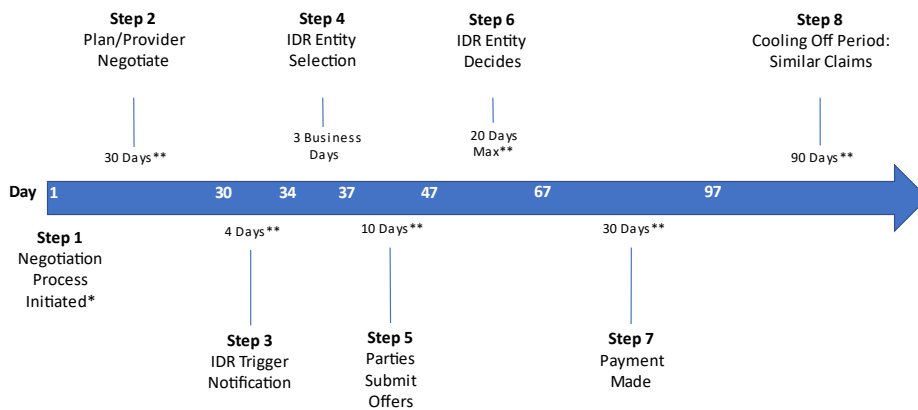 Step 2
Plan/Provider
Negotiate
Step 4
IDR Entity
Selection
Step 6
IDR Entity
Decides
Step 8
Cooling Off Period:
Similar Claims
30 Days**
3 Business
Days
20 Days
Max**
90 Days**
Day 1 30 34 37 47 67 97
Step 1
Negotiation
Process
Initiated*
4 Days**
10 Days**
30 Days**
Step 3
IDR Trigger
Notification
Step 5
Parties
Submit
Offers
Step 7
Payment
Made